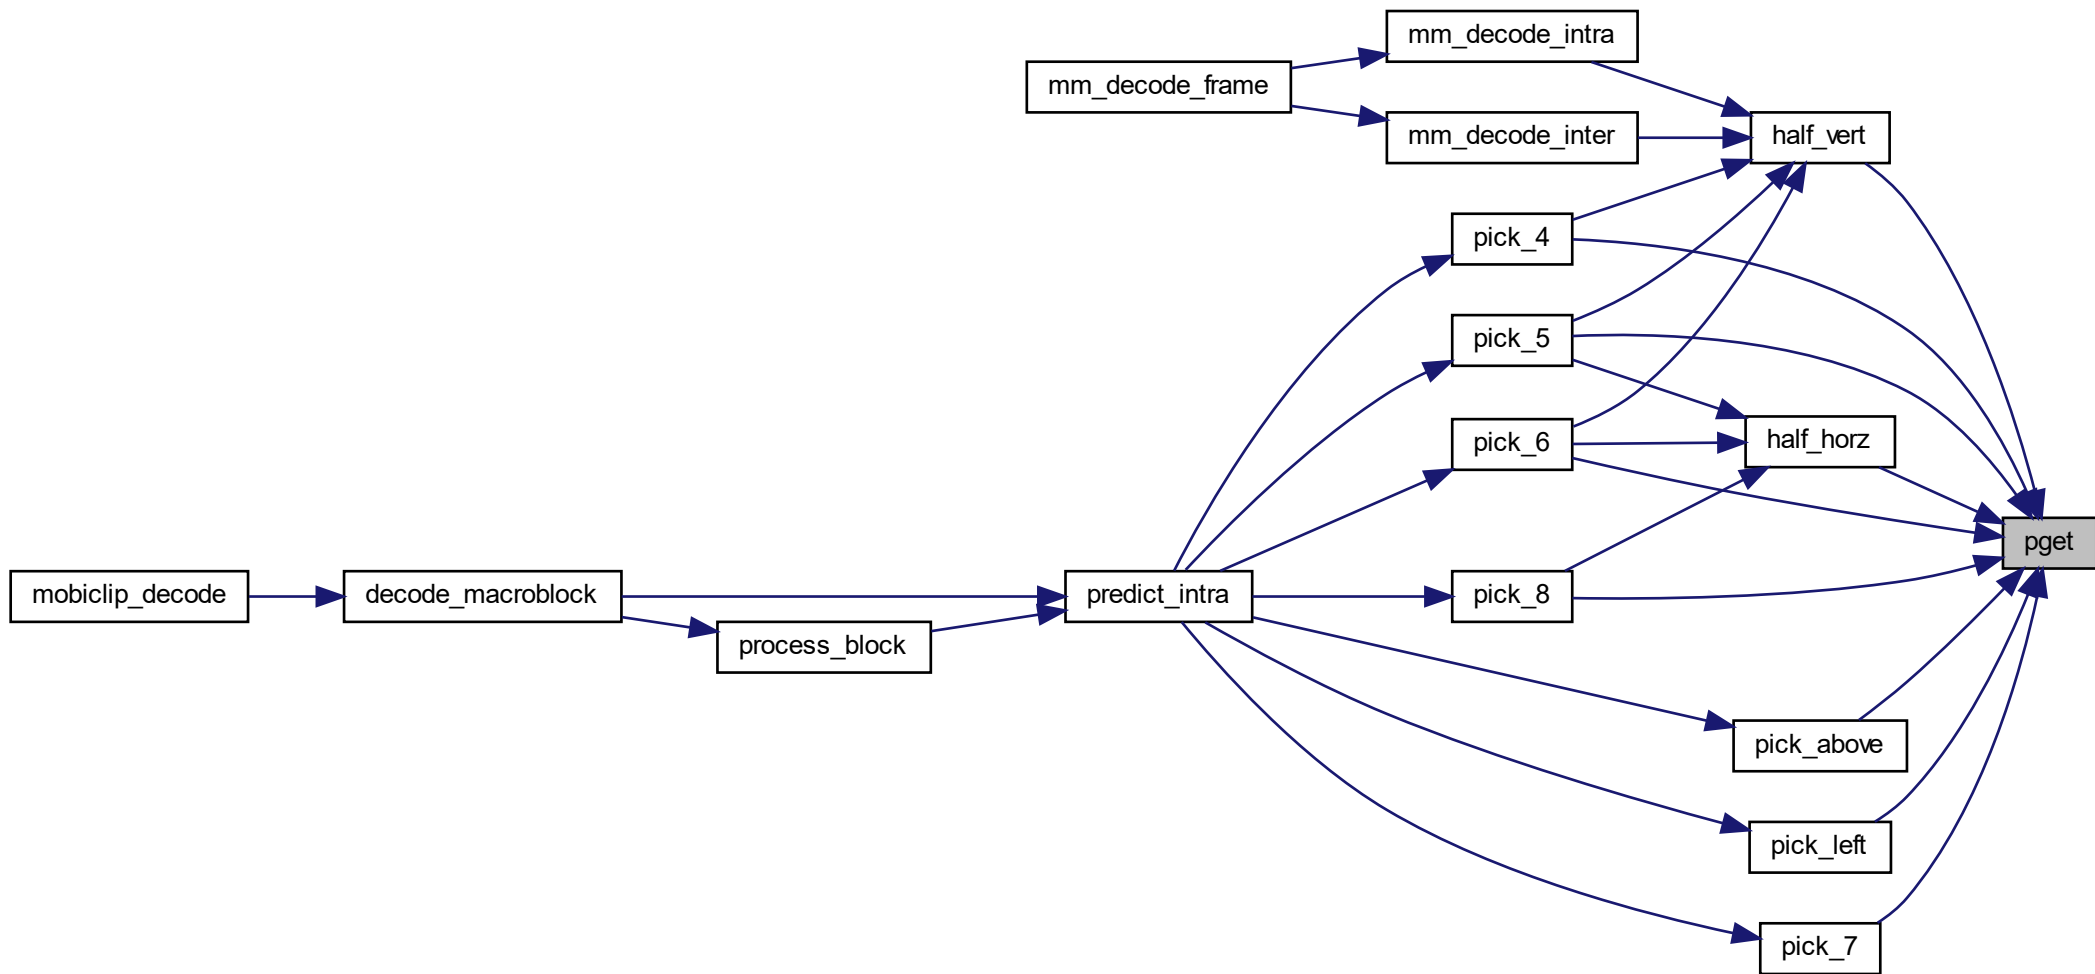 mm_decode_intra
mm_decode_frame
mm_decode_inter
half_vert
pick_4
pick_5
pick_6
half_horz
pget
mobiclip_decode
decode_macroblock
predict_intra
pick_8
process_block
pick_above
pick_left
pick_7